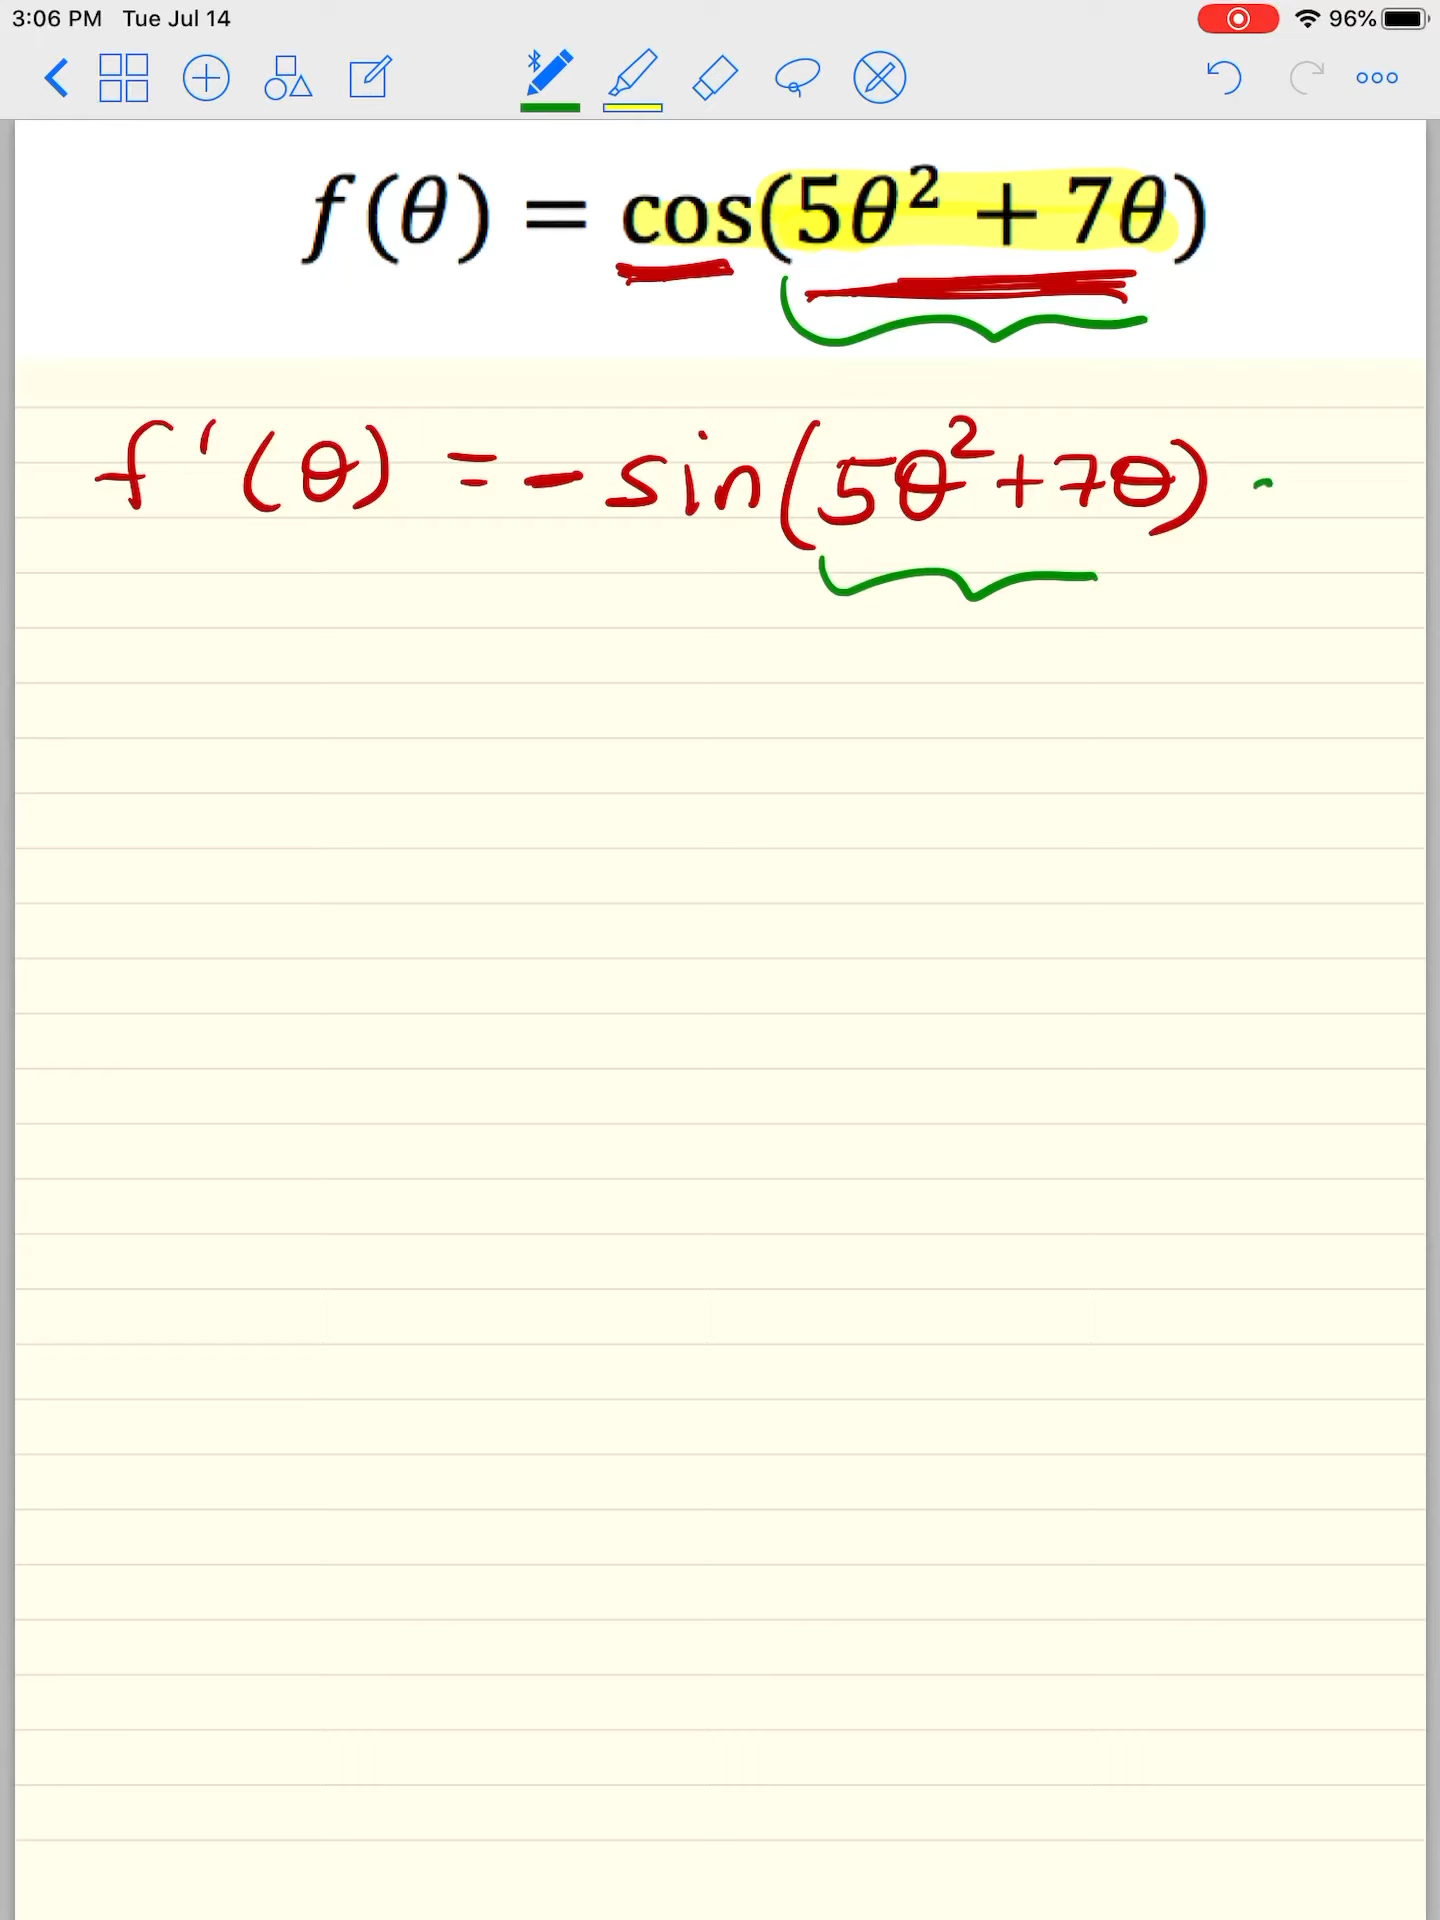 3:06 PM Tue Jul 14 96%
f(θ) = cos(5θ² + 7θ)
f'(θ) = - sin(5θ² + 7θ) ·